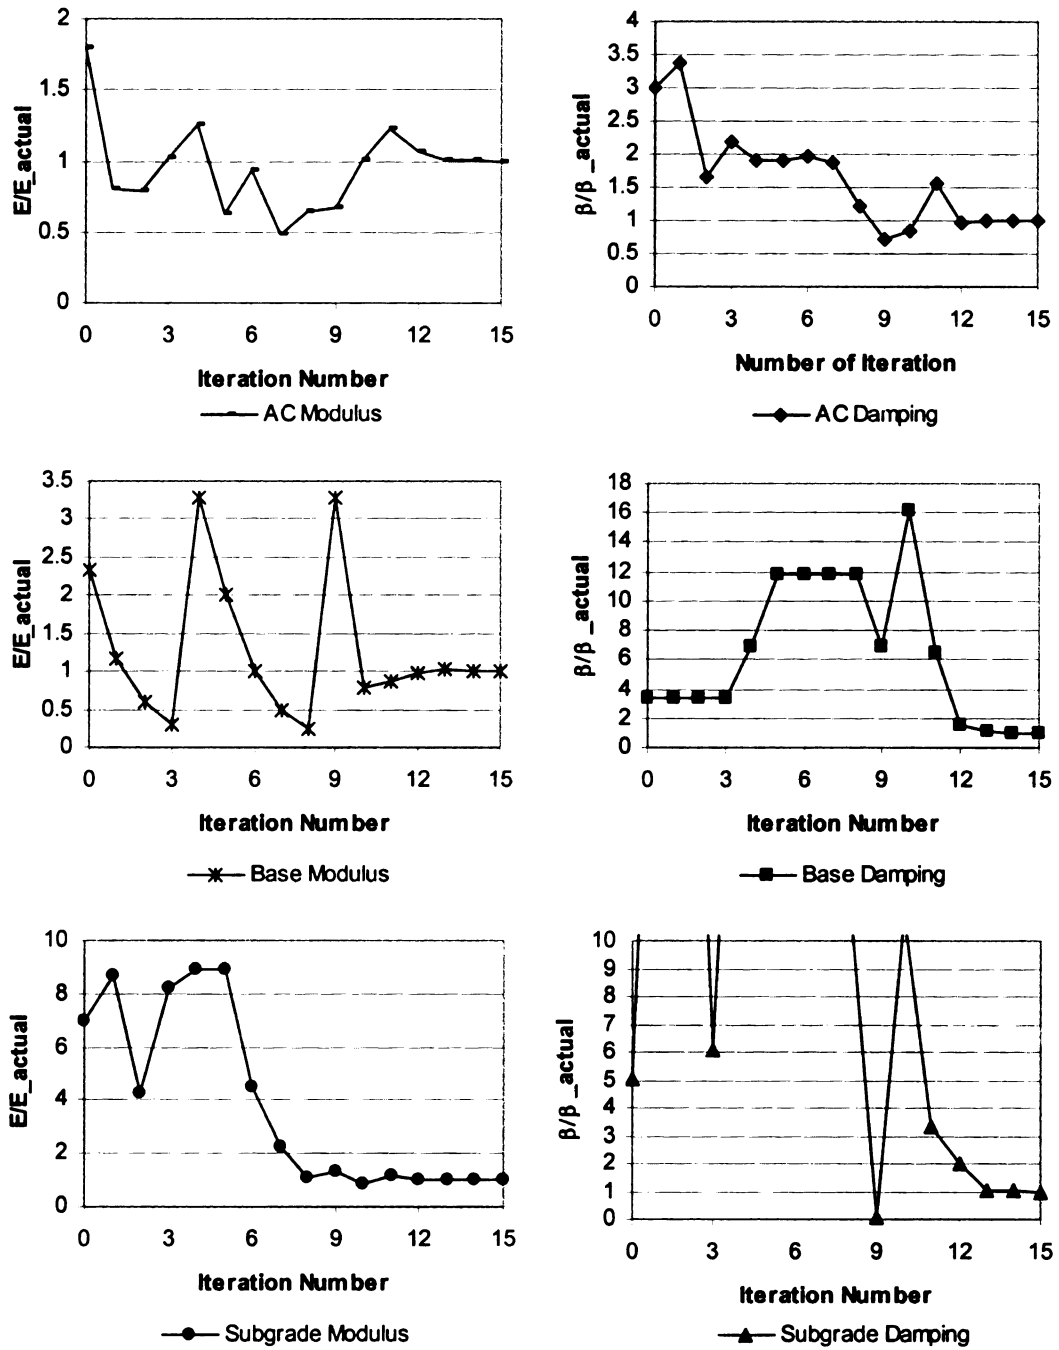 2
1.5
1
0.5
0
E/E_actual
0 3 6 9 12 15
Iteration Number
AC Modulus
4
3.5
3
2.5
2
1.5
1
0.5
0
β/β _actual
0 3 6 9 12 15
Number of Iteration
AC Damping
3.5
3
2.5
2
1.5
1
0.5
0
E/E_actual
0 3 6 9 12 15
Iteration Number
Base Modulus
18
16
14
12
10
8
6
4
2
0
β/β _actual
0 3 6 9 12 15
Iteration Number
Base Damping
10
8
6
4
2
0
E/E_actual
0 3 6 9 12 15
Iteration Number
Subgrade Modulus
10
9
8
7
6
5
4
3
2
1
0
β/β _actual
0 3 6 9 12 15
Iteration Number
Subgrade Damping